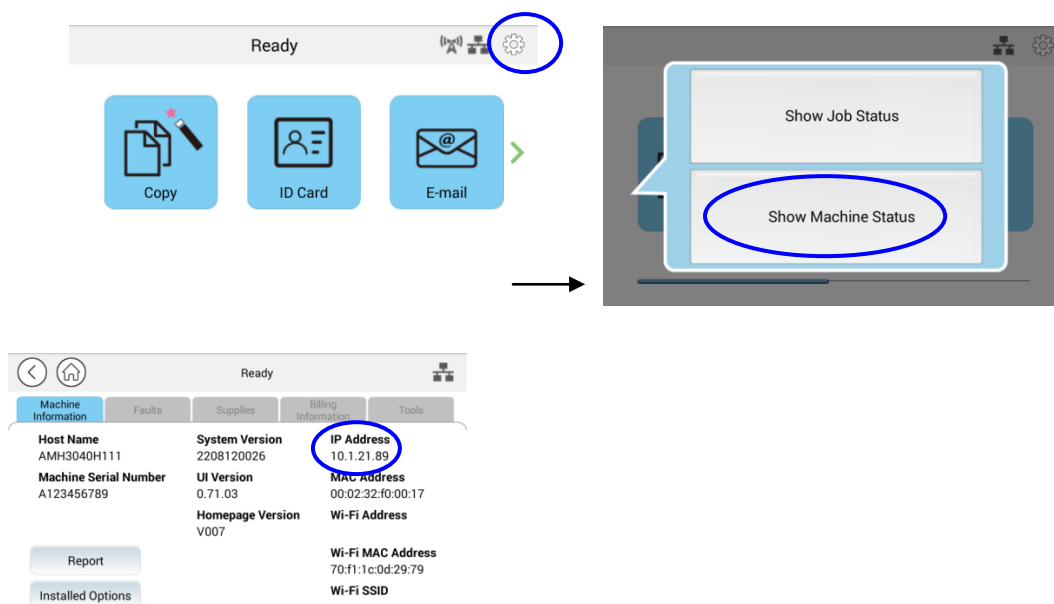 Ready
Copy
ID Card
E-mail
Show Job Status
Show Machine Status
Ready
Machine
Information
Faults
Supplies
Billing
Information
Tools
Host Name
AMH3040H111
Machine Serial Number
A123456789
System Version
2208120026
UI Version
0.71.03
Homepage Version
V007
IP Address
10.1.21.89
MAC Address
00:02:32:f0:00:17
Wi-Fi Address
Wi-Fi MAC Address
70:f1:1c:0d:29:79
Wi-Fi SSID
Report
Installed Options